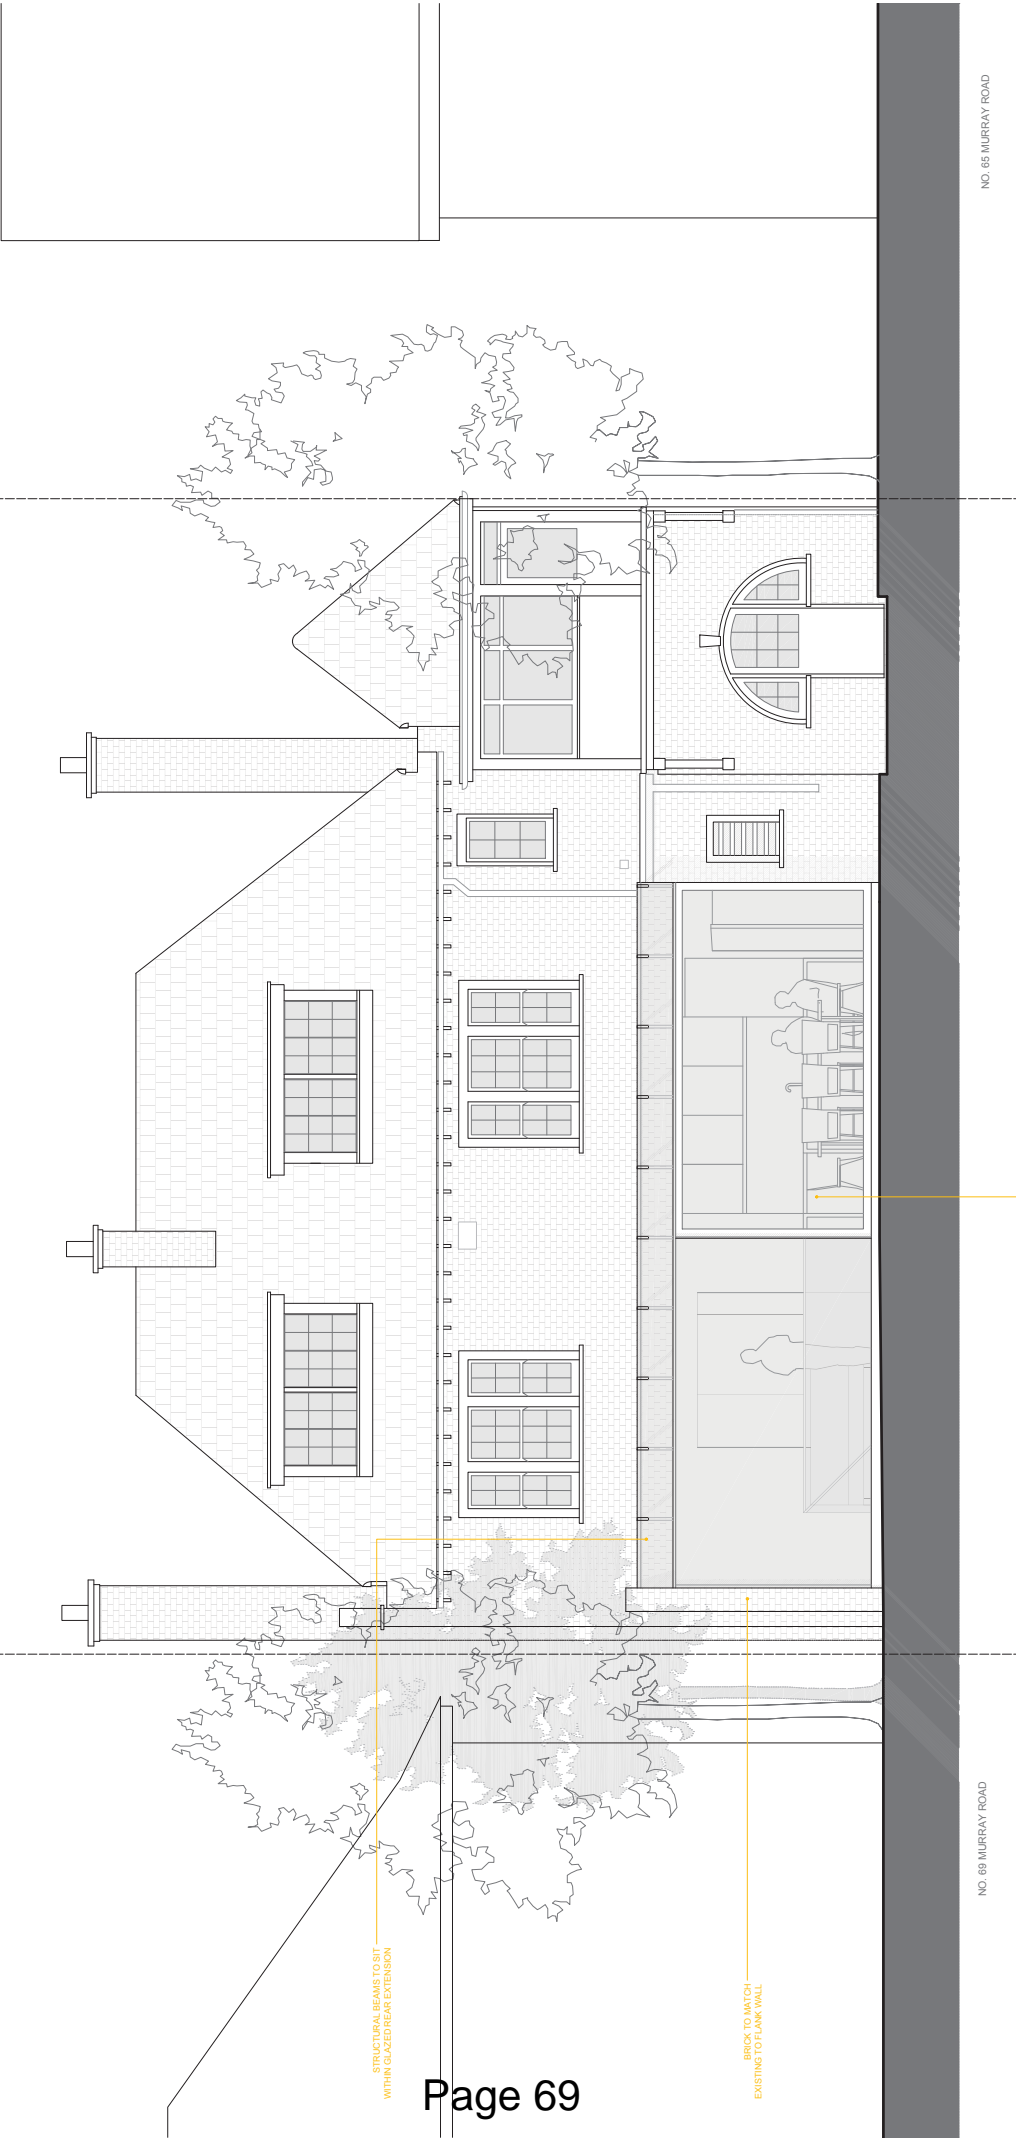 NO. 65 MURRAY ROAD
NO. 69 MURRAY ROAD
STRUCTURAL BEAMS TO SIT
WITHIN GLAZED REAR EXTENSION
BRICK TO MATCH
EXISTING TO FLANK WALL
Page 69